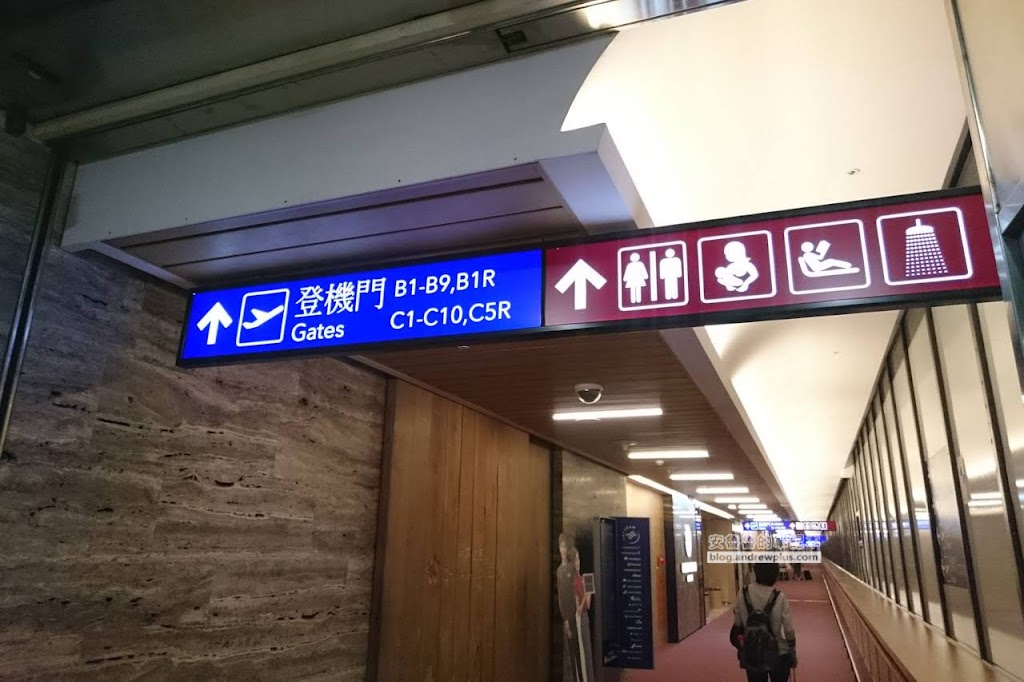 登機門 B1-B9,B1R
Gates C1-C10,C5R
blog.andrewplus.com